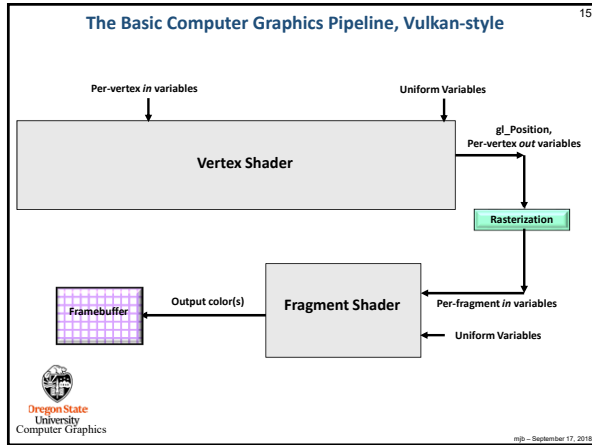 15
The Basic Computer Graphics Pipeline, Vulkan-style
Per-vertex in variables
Uniform Variables
gl_Position,
Per-vertex out variables
Vertex Shader
Rasterization
Fragment Shader
Per-fragment in variables
Output color(s)
Framebuffer
Uniform Variables
Oregon State
University
Computer Graphics
mjb – September 17, 2018